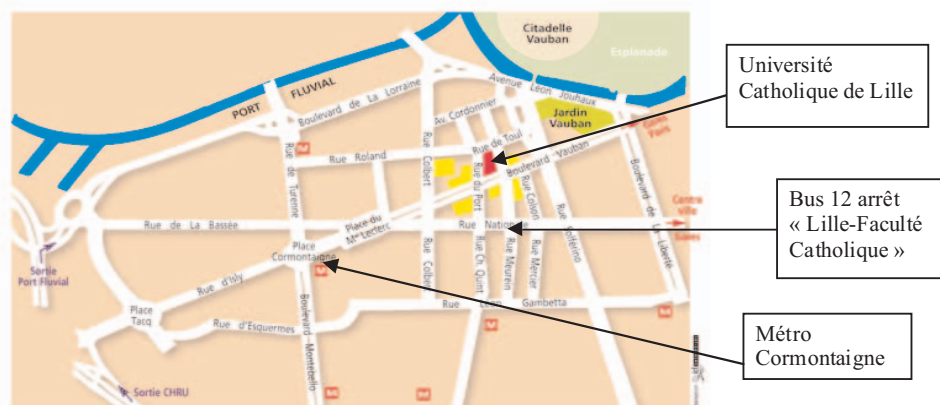 Citadelle
Vauban
Esplanade
PORT FLUVIAL
Boulevard de La Lorraine
Avenue Léon Jouhaux
Av. Cordonnier
Jardin
Vauban
Rue de Toul
Gares
Rue Roland
Rue Colbert
Boulevard Vauban
Rue de Turenne
Rue du Port
Rue Colson
Rue Solférino
Boulevard de La Liberté
Rue de La Bassée
Place du
Mal Leclerc
Rue Nationale
Centre
ville
Gares
Sortie
Port Fluvial
Place
Cormontaigne
Rue d'Isly
Rue Colbert
Rue Ch. Quint
Rue Meurein
Rue Mercier
Place
Tacq
Rue d'Esquermes
Boulevard Montebello
Rue Léon Gambetta
Sortie CHRU
Université
Catholique de Lille
Bus 12 arrêt
« Lille-Faculté
Catholique »
Métro
Cormontaigne